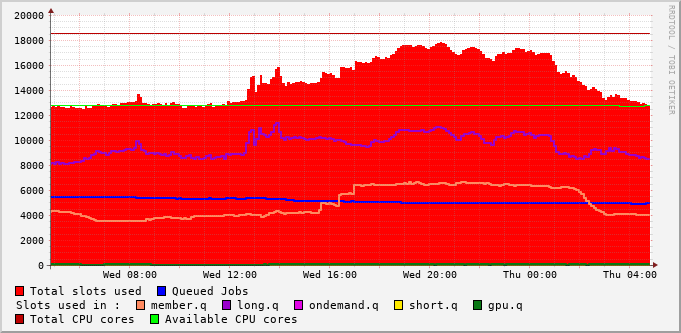 20000
18000
16000
14000
12000
10000
8000
6000
4000
2000
0
Wed 08:00 Wed 12:00 Wed 16:00 Wed 20:00 Thu 00:00 Thu 04:00
Total slots used Queued Jobs
Slots used in : member.q long.q ondemand.q short.q gpu.q
Total CPU cores Available CPU cores
RRDTOOL / TOBI OETIKER